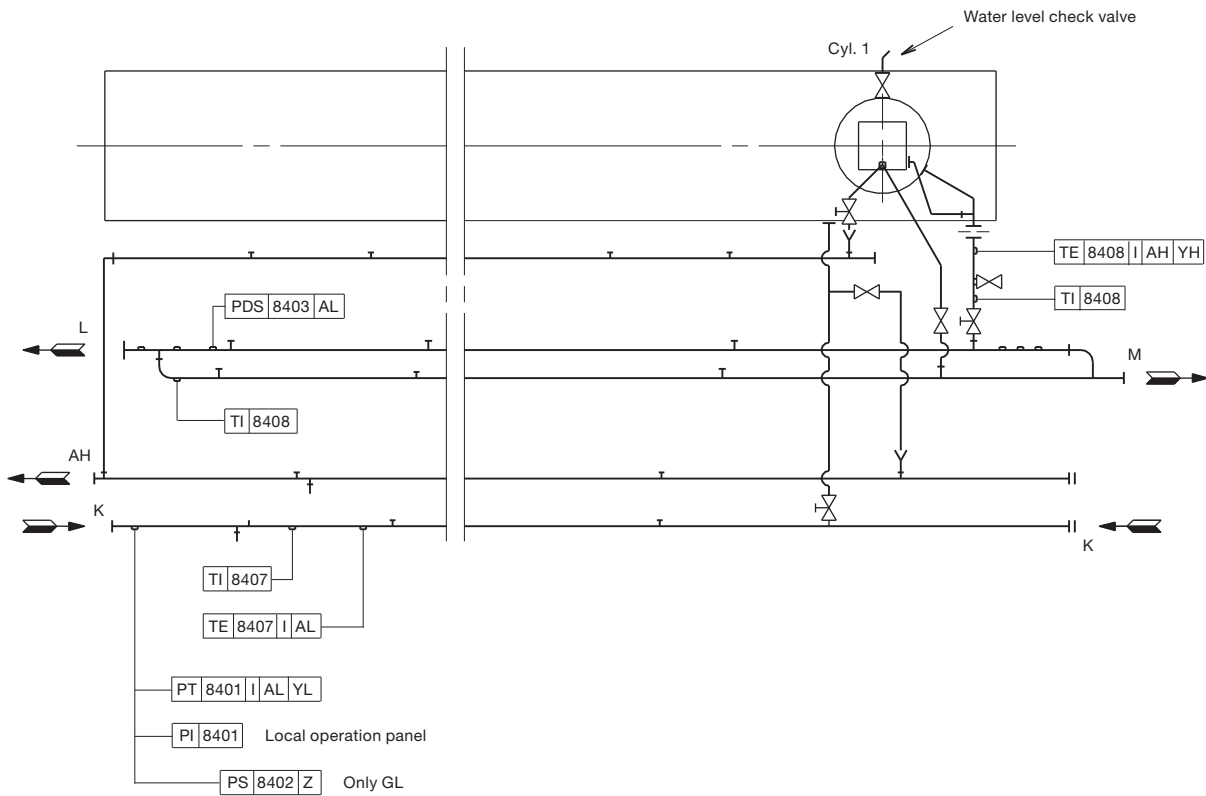 Water level check valve
Cyl. 1
TE 8408 I AH YH
PDS 8403 AL
TI 8408
L
M
TI 8408
AH
K
K
TI 8407
TE 8407 I AL
PT 8401 I AL YL
PI 8401 Local operation panel
PS 8402 Z Only GL